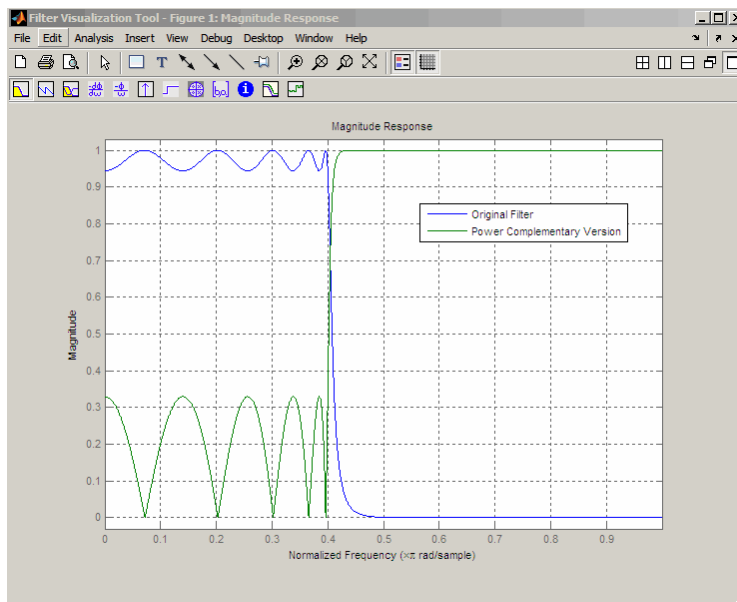 Filter Visualization Tool - Figure 1: Magnitude Response
File Edit Analysis Insert View Debug Desktop Window Help
Magnitude Response
1
0.9
0.8
0.7
0.6
0.5
0.4
0.3
0.2
0.1
0
Magnitude
Original Filter
Power Complementary Version
0 0.1 0.2 0.3 0.4 0.5 0.6 0.7 0.8 0.9
Normalized Frequency (×π rad/sample)